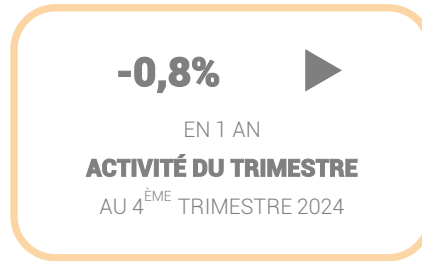 -0,8%
EN 1 AN
ACTIVITÉ DU TRIMESTRE
AU 4ÈME TRIMESTRE 2024